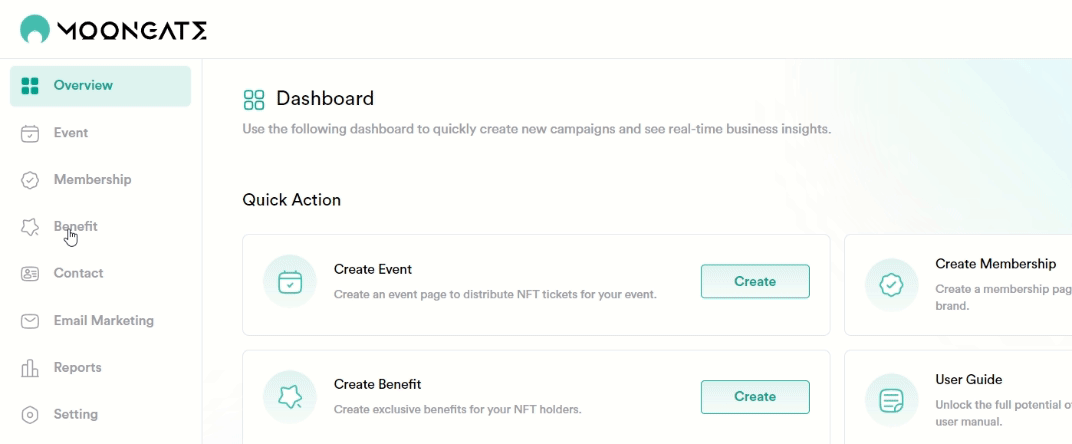 MOONGATE
Overview
Event
Membership
Benefit
Contact
Email Marketing
Reports
Setting
Dashboard
Use the following dashboard to quickly create new campaigns and see real-time business insights.
Quick Action
Create Event
Create an event page to distribute NFT tickets for your event.
Create
Create Membership
Create a membership pag
brand.
Create Benefit
Create exclusive benefits for your NFT holders.
Create
User Guide
Unlock the full potential o
user manual.